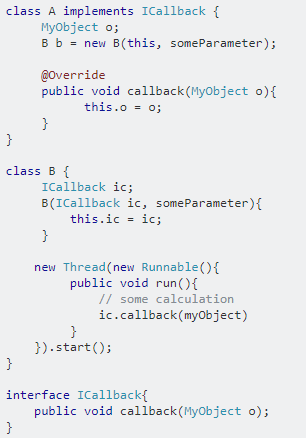 class A implements ICallback {
MyObject o;
B b = new B(this, someParameter);
@Override
public void callback(MyObject o){
this.o = o;
}
}
class B {
ICallback ic;
B(ICallback ic, someParameter){
this.ic = ic;
}
new Thread(new Runnable(){
public void run(){
// some calculation
ic.callback(myObject)
}
}).start();
}
interface ICallback{
public void callback(MyObject o);
}